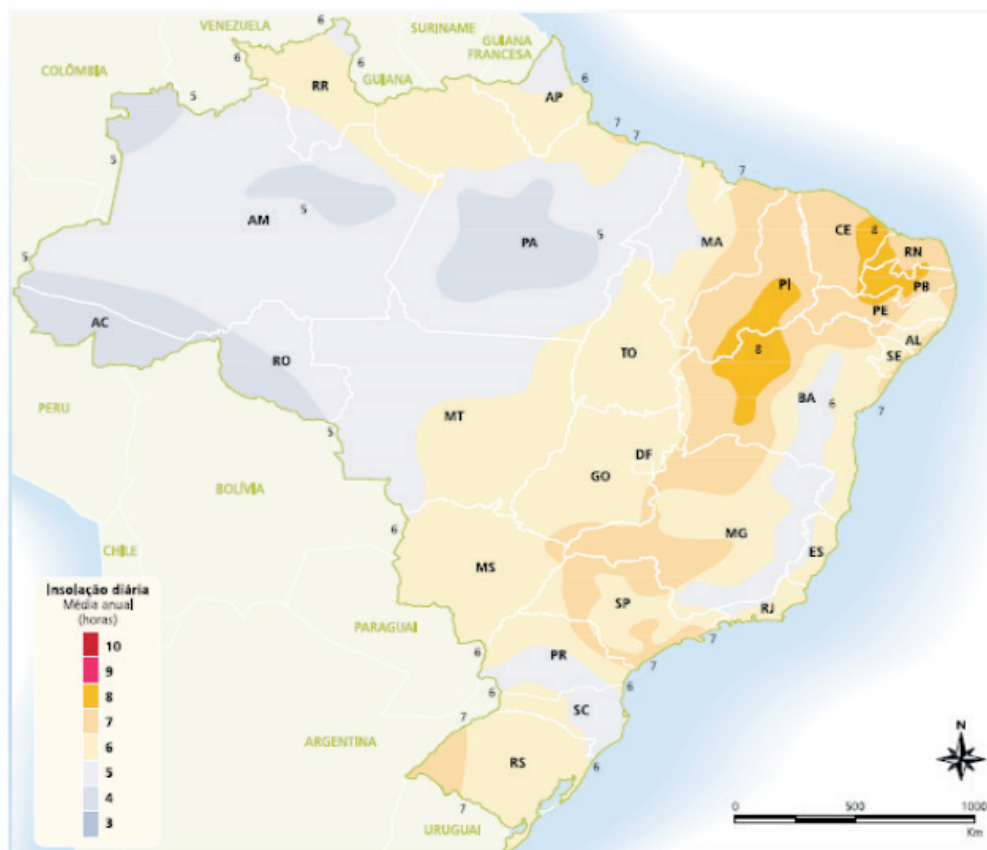 VENEZUELA
SURINAME
GUIANA
FRANCESA
COLÔMBIA
GUIANA
6
6
6
6
5
5
7
7
7
5
5
5
5
8
8
6
7
5
6
6
6
7
6
7
7
6
6
7
RR
AP
AM
PA
MA
CE
RN
PB
PI
PE
AL
SE
AC
RO
TO
BA
MT
DF
GO
MG
ES
MS
SP
RJ
PR
SC
RS
PERU
BOLÍVIA
CHILE
PARAGUAI
ARGENTINA
URUGUAI
Insolação diária
Média anual
(horas)
10
9
8
7
6
5
4
3
N
0 500 1000
Km